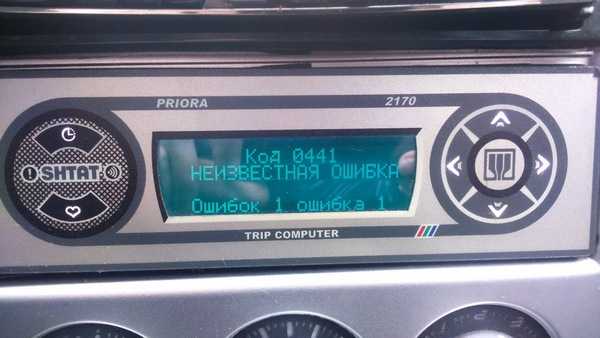 PRIORA 2170
SHTAT
Код 0441
НЕИЗВЕСТНАЯ ОШИБКА
Ошибок 1 ошибка 1
TRIP COMPUTER